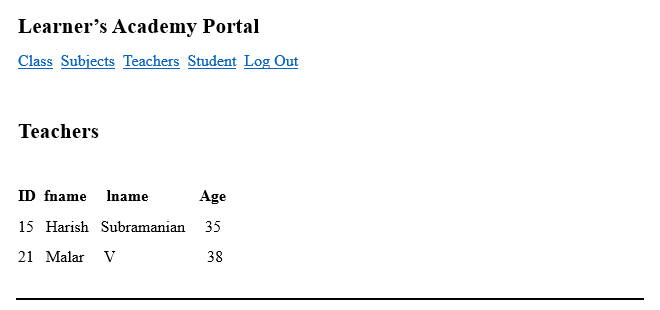 Learner’s Academy Portal
Class Subjects Teachers Student Log Out
Teachers
ID fname lname Age
15 Harish Subramanian 35
21 Malar V 38